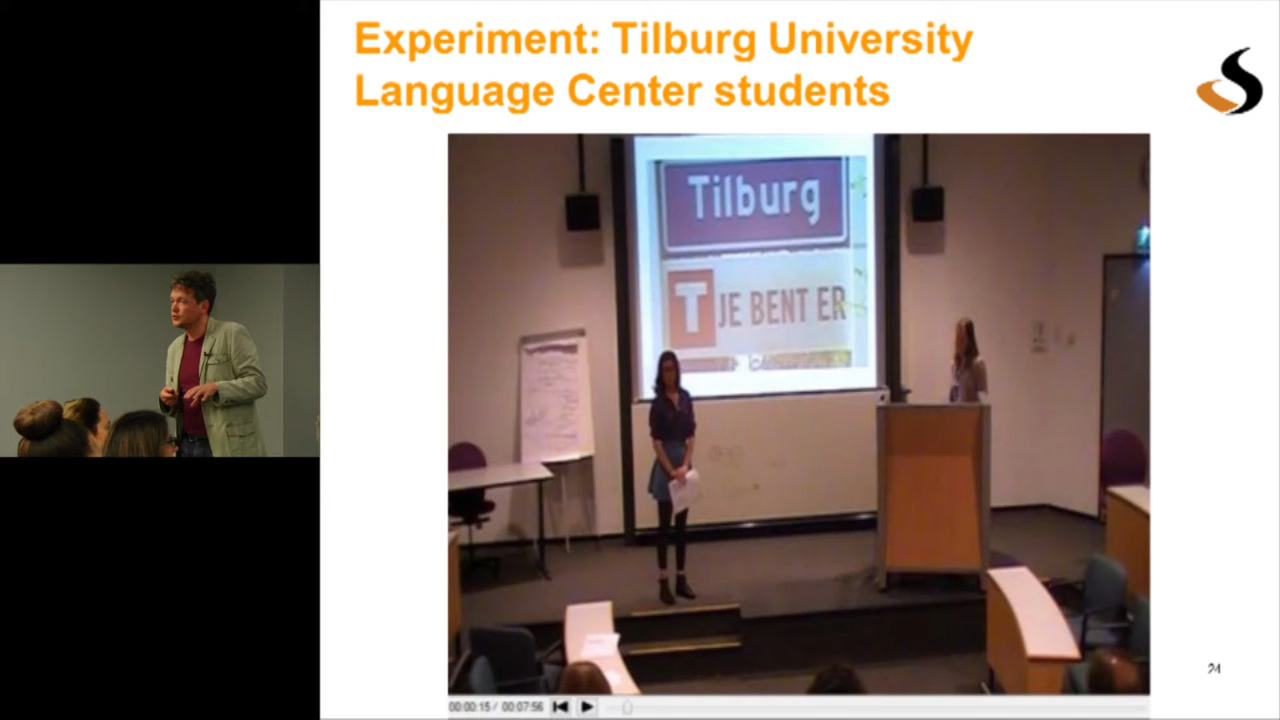 Experiment: Tilburg University
Language Center students
Tilburg
T JE BENT ER
24
00:00:15 / 00:07:56